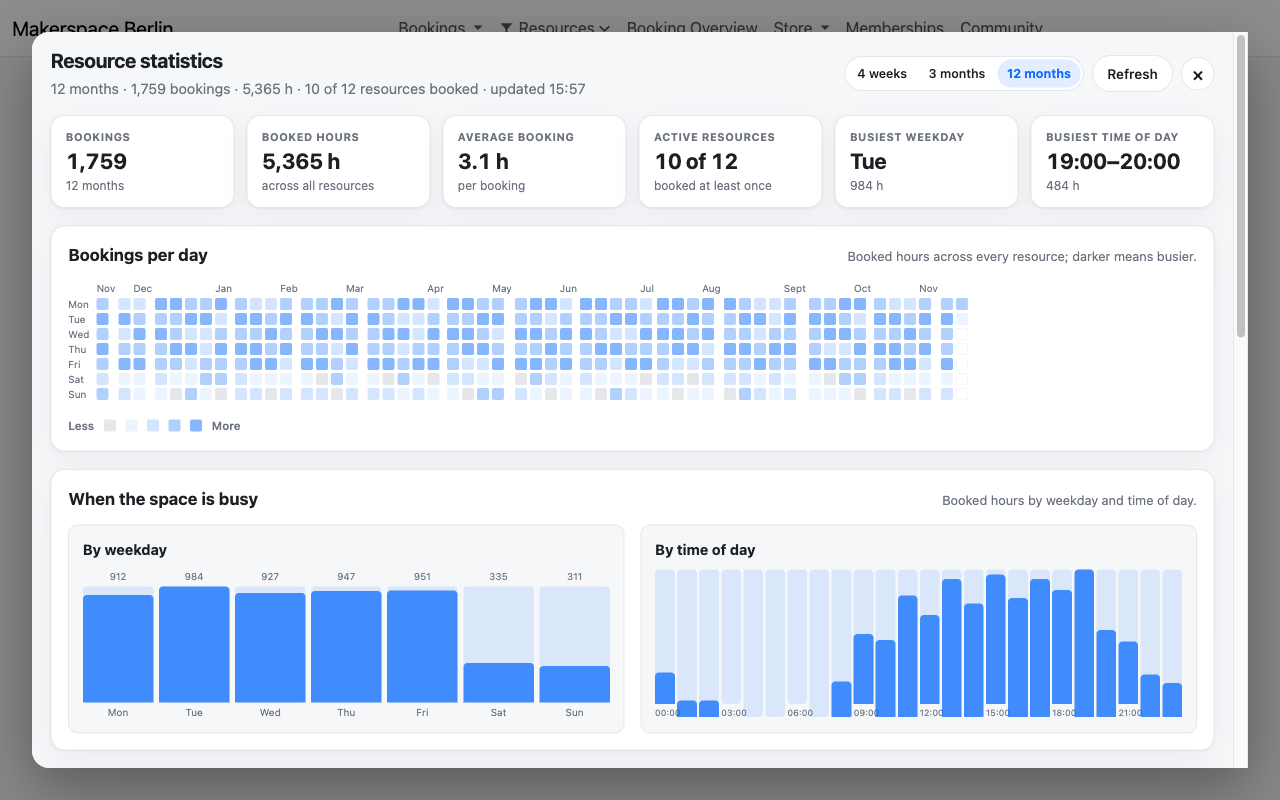 Makerspace Berlin
Bookings Resources Booking Overview Store Memberships Community
Resource statistics
12 months · 1,759 bookings · 5,365 h · 10 of 12 resources booked · updated 15:57
4 weeks 3 months 12 months Refresh ×
BOOKINGS
1,759
12 months
BOOKED HOURS
5,365 h
across all resources
AVERAGE BOOKING
3.1 h
per booking
ACTIVE RESOURCES
10 of 12
booked at least once
BUSIEST WEEKDAY
Tue
984 h
BUSIEST TIME OF DAY
19:00–20:00
484 h
Bookings per day
Booked hours across every resource; darker means busier.
Nov Dec Jan Feb Mar Apr May Jun Jul Aug Sept Oct Nov
Mon
Tue
Wed
Thu
Fri
Sat
Sun
Less More
When the space is busy
Booked hours by weekday and time of day.
By weekday
912 984 927 947 951 335 311
Mon Tue Wed Thu Fri Sat Sun
By time of day
00:00 03:00 06:00 09:00 12:00 15:00 18:00 21:00